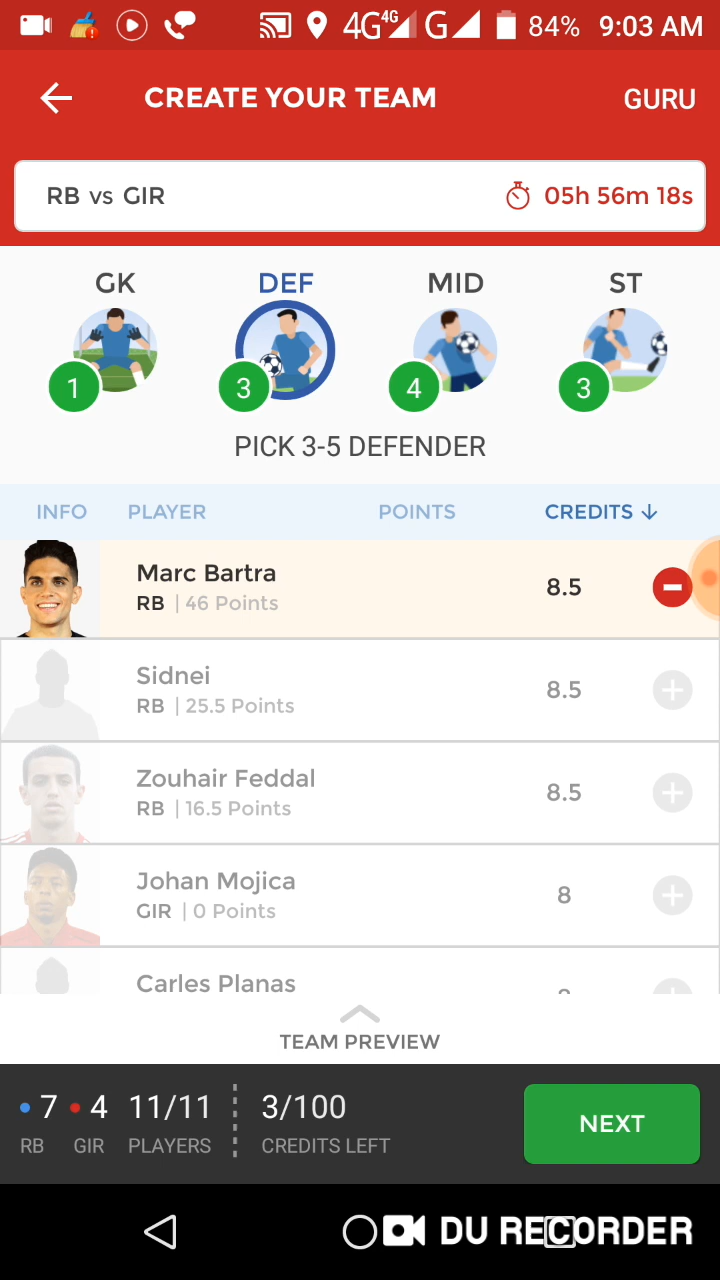 4G 4G G 84% 9:03 AM
CREATE YOUR TEAM GURU
RB vs GIR 05h 56m 18s
GK DEF MID ST
1 3 4 3
PICK 3-5 DEFENDER
INFO PLAYER POINTS CREDITS
Marc Bartra
RB | 46 Points 8.5
Sidnei
RB | 25.5 Points 8.5
Zouhair Feddal
RB | 16.5 Points 8.5
Johan Mojica
GIR | 0 Points 8
Carles Planas
TEAM PREVIEW
7 4 11/11 3/100
RB GIR PLAYERS CREDITS LEFT
NEXT
DU RECORDER